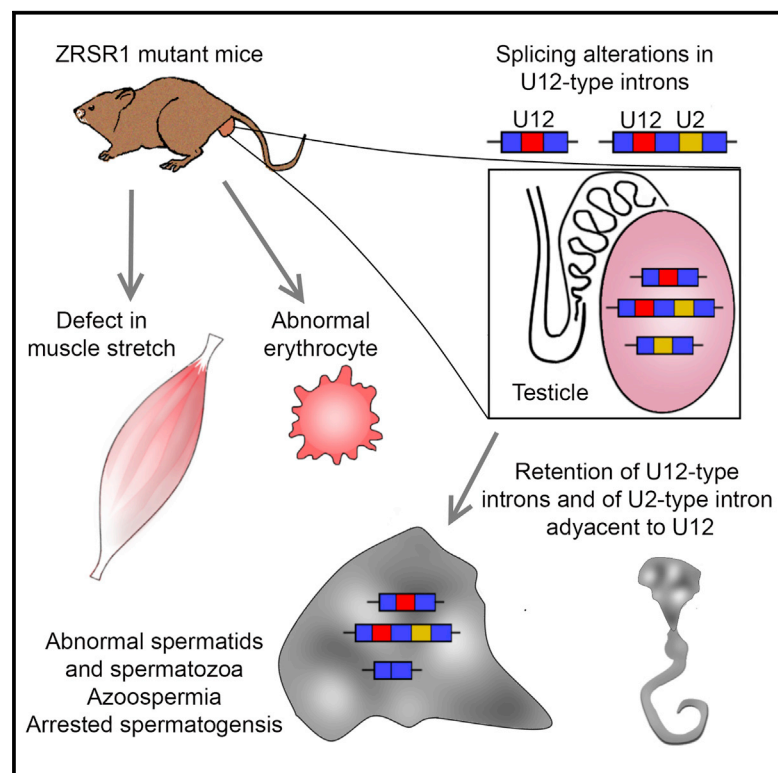 ZRSR1 mutant mice
Splicing alterations in
U12-type introns
U12
U12 U2
Defect in
muscle stretch
Abnormal
erythrocyte
Testicle
Retention of U12-type
introns and of U2-type intron
adyacent to U12
Abnormal spermatids
and spermatozoa
Azoospermia
Arrested spermatogensis